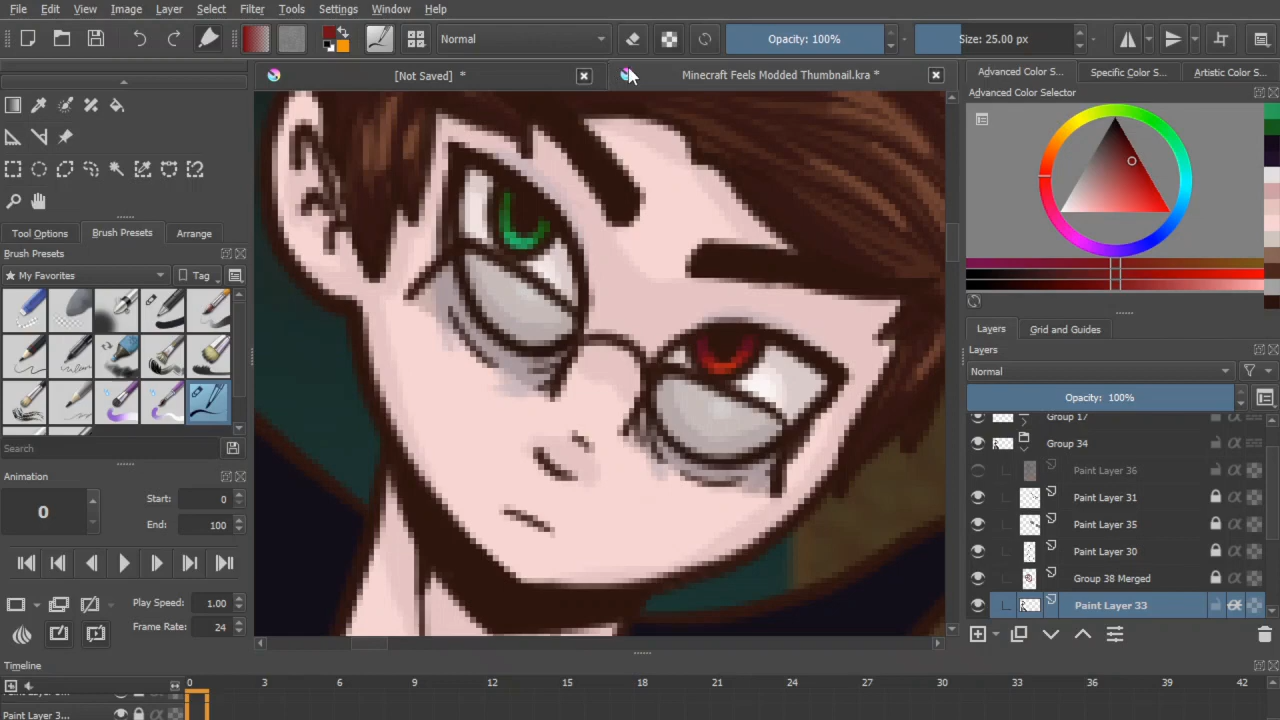 File Edit View Image Layer Select Filter Tools Settings Window Help
Normal Opacity: 100% Size: 25.00 px
[Not Saved] * Minecraft Feels Modded Thumbnail.kra *
Advanced Color S... Specific Color S... Artistic Color S...
Advanced Color Selector
Tool Options Brush Presets Arrange
Brush Presets
My Favorites Tag
Search
Animation
0 Start: 0
End: 100
Play Speed: 1.00
Frame Rate: 24
Layers Grid and Guides
Layers
Normal
Opacity: 100%
Group 17
Group 34
Paint Layer 36
Paint Layer 31
Paint Layer 35
Paint Layer 30
Group 38 Merged
Paint Layer 33
Timeline
0 3 6 9 12 15 18 21 24 27 30 33 36 39 42
Paint Layer 3...